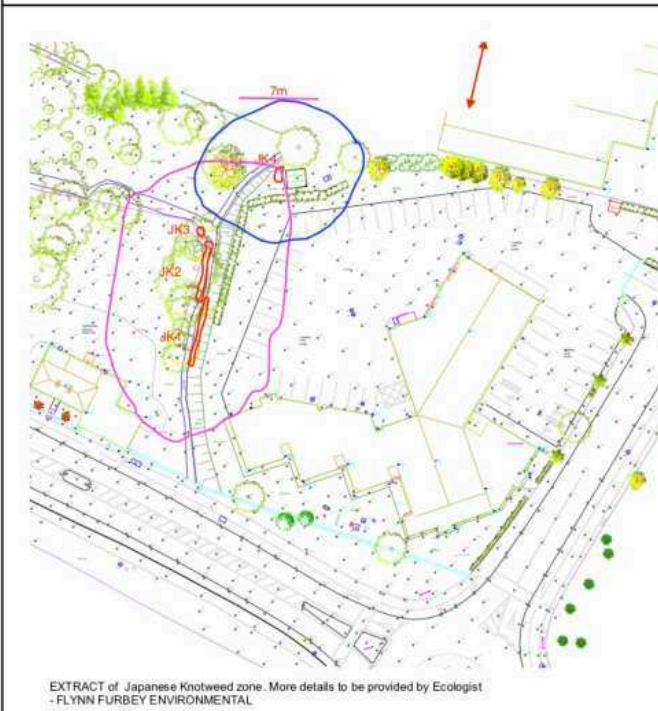 7m
JK4
JK3
JK2
JK1
EXTRACT of Japanese Knotweed zone. More details to be provided by Ecologist
- FLYNN FURBEY ENVIRONMENTAL